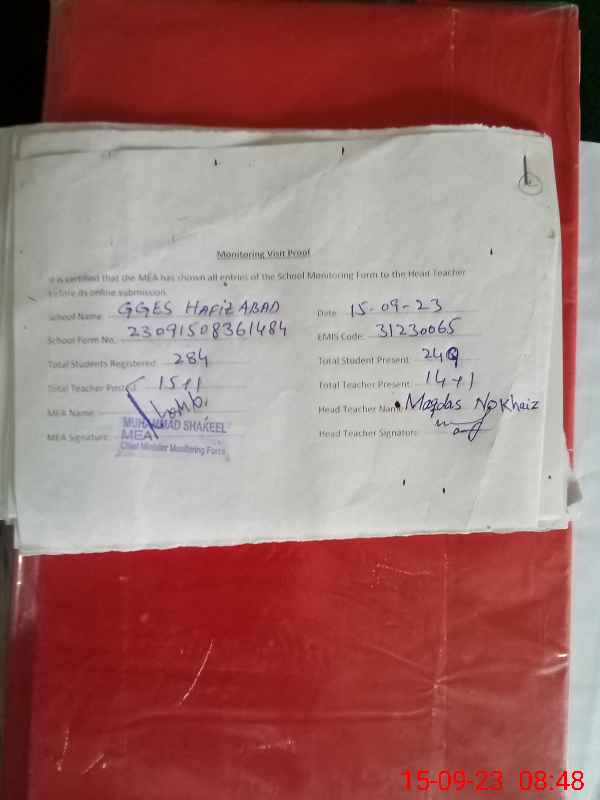 Monitoring Visit Proof
It is certified that the MEA has shown all entries of the School Monitoring Form to the Head Teacher
before its online submission.
School Name: GGES HAFIZ ABAD
Date: 15-09-23
School Form No.: 23091508361484
EMIS Code: 31230065
Total Students Registered: 284
Total Student Present: 249
Total Teacher Posted: 15+1
Total Teacher Present: 14+1
MEA Name:
Head Teacher Name: Maqdas Nokhaiz
MEA Signature:
Head Teacher Signature:
MUHAMMAD SHAKEEL
MEA
Chief Minister Monitoring Force
15-09-23 08:48